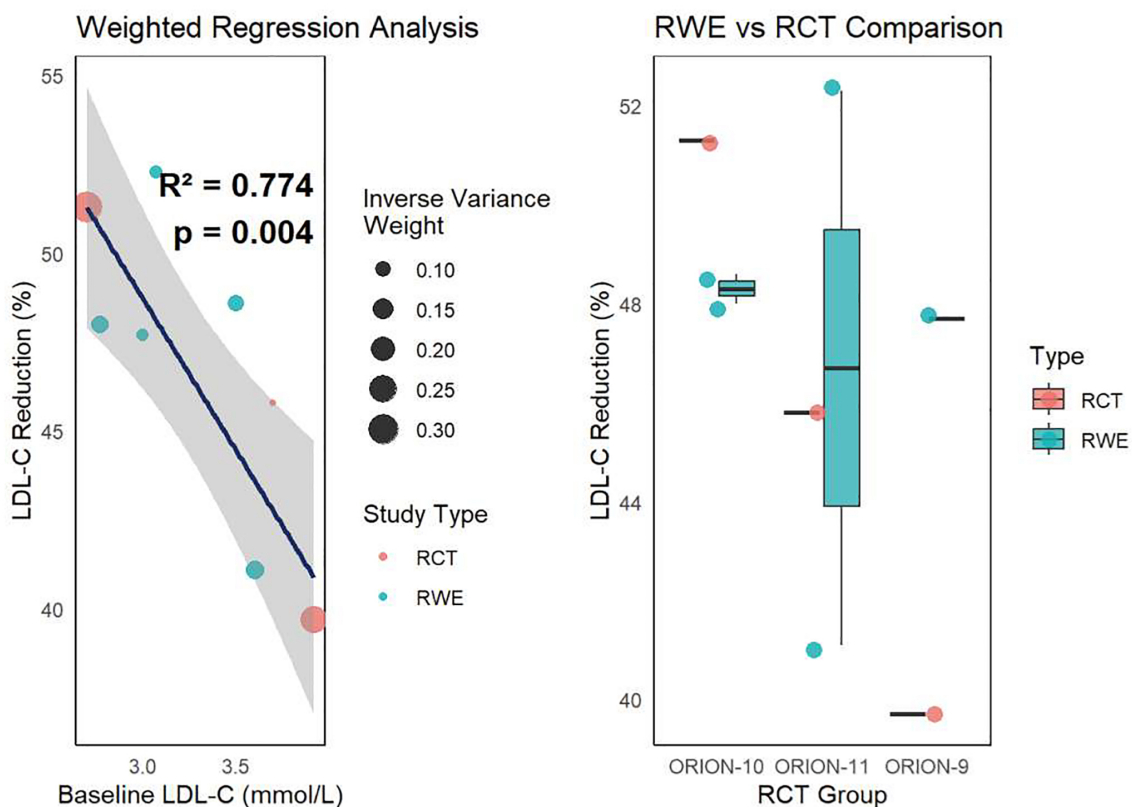 Weighted Regression Analysis
55
50
45
40
LDL-C Reduction (%)
R² = 0.774
p = 0.004
3.0
3.5
Baseline LDL-C (mmol/L)
Inverse Variance
Weight
0.10
0.15
0.20
0.25
0.30
Study Type
RCT
RWE
RWE vs RCT Comparison
52
48
44
40
LDL-C Reduction (%)
ORION-10
ORION-11
ORION-9
RCT Group
Type
RCT
RWE